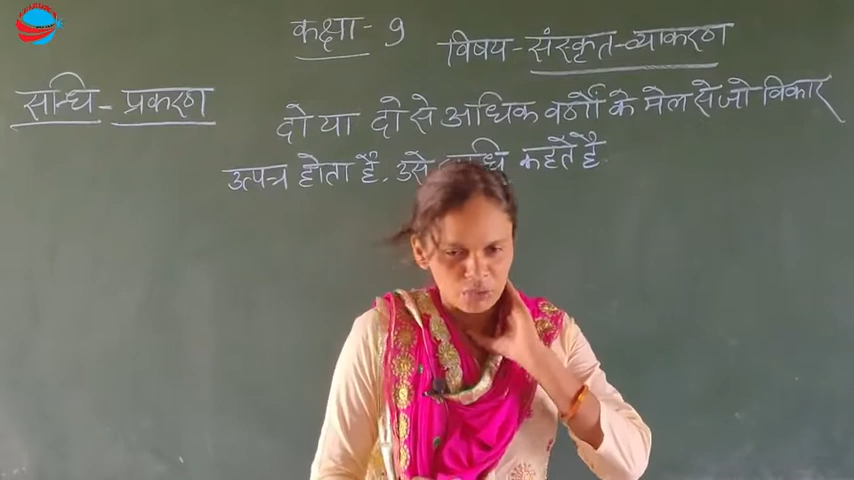 कक्षा- 9
विषय-संस्कृत-व्याकरण
सन्धि- प्रकरण
दो या दो से अधिक वर्णों के मेल से जो विकार
उत्पन्न होता है. उसे कहते हैं